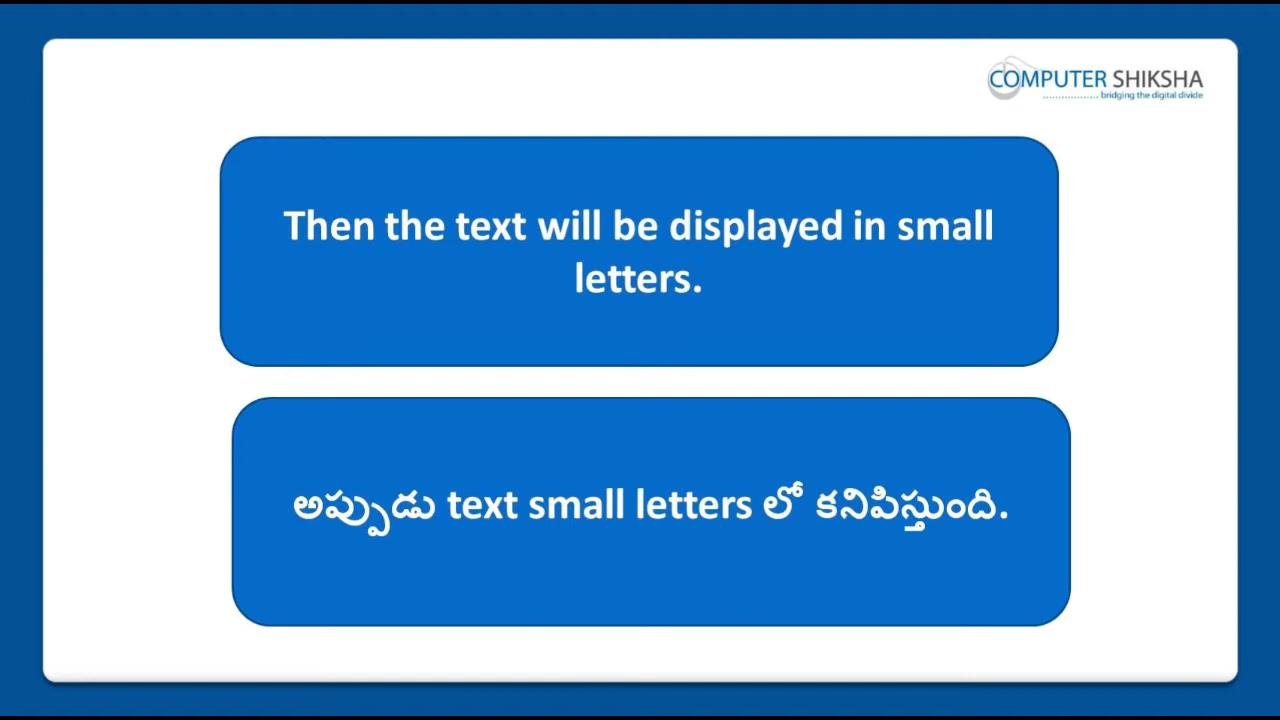 COMPUTER SHIKSHA
bridging the digital divide
Then the text will be displayed in small
letters.
అప్పుడు text small letters లో కనిపిస్తుంది.